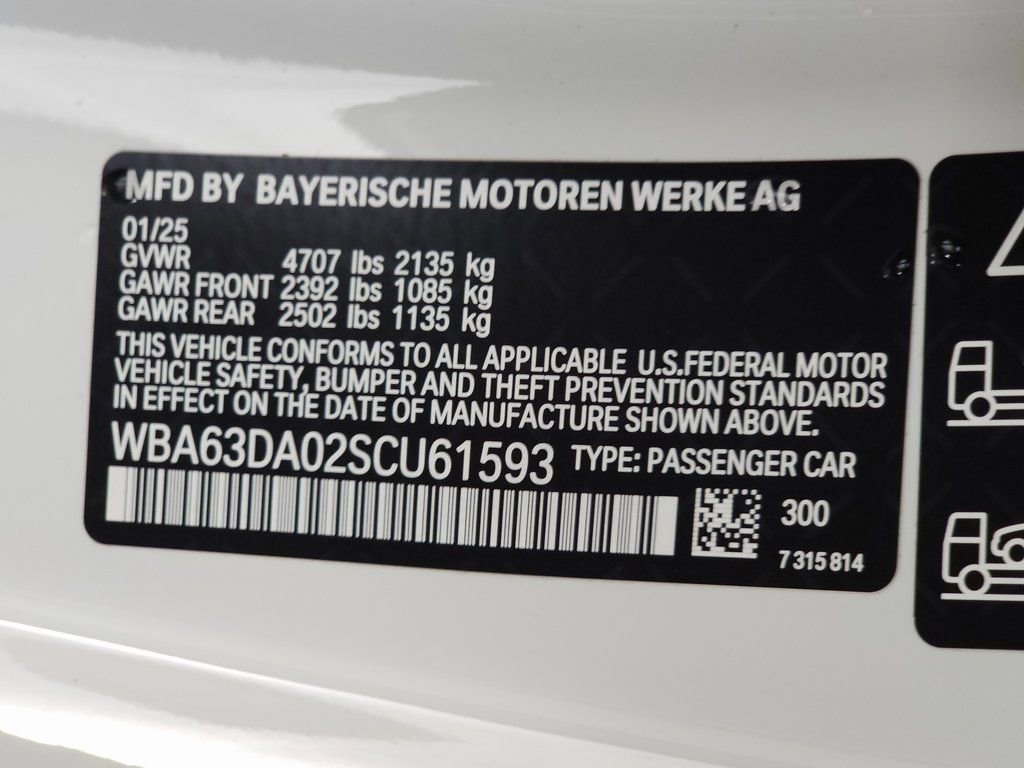 MFD BY BAYERISCHE MOTOREN WERKE AG
01/25
GVWR 4707 lbs 2135 kg
GAWR FRONT 2392 lbs 1085 kg
GAWR REAR 2502 lbs 1135 kg
THIS VEHICLE CONFORMS TO ALL APPLICABLE U.S.FEDERAL MOTOR
VEHICLE SAFETY, BUMPER AND THEFT PREVENTION STANDARDS
IN EFFECT ON THE DATE OF MANUFACTURE SHOWN ABOVE.
WBA63DA02SCU61593 TYPE: PASSENGER CAR
300
7 315 814